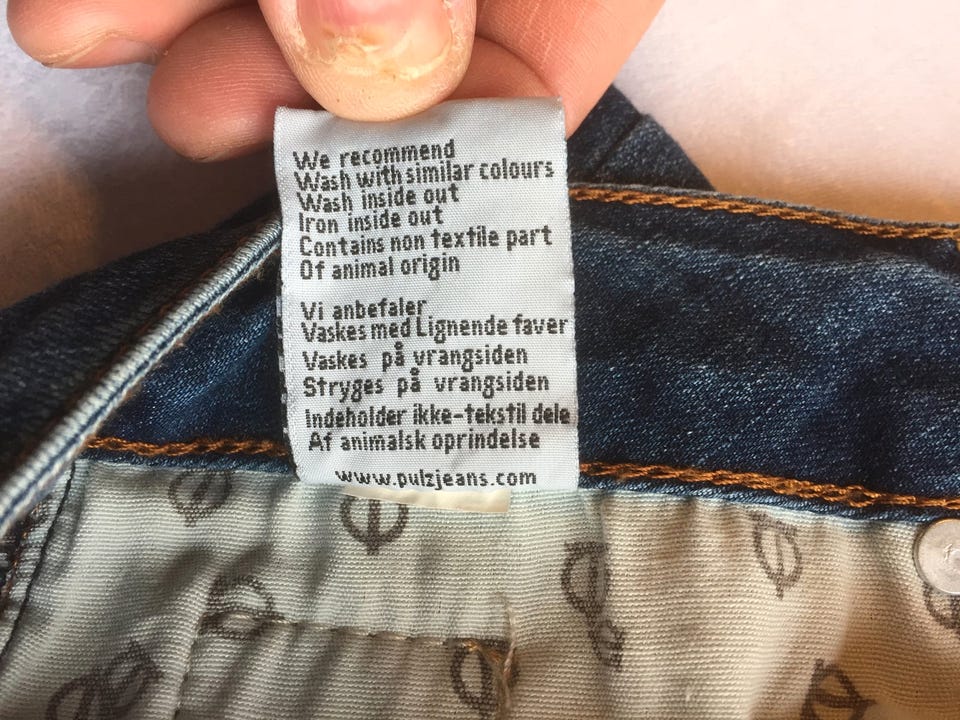 We recommend
Wash with similar colours
Wash inside out
Iron inside out
Contains non textile part
Of animal origin
Vi anbefaler
Vaskes med Lignende faver
Vaskes på vrangsiden
Stryges på vrangsiden
Indeholder ikke-tekstil dele
Af animalsk oprindelse
www.pulzjeans.com